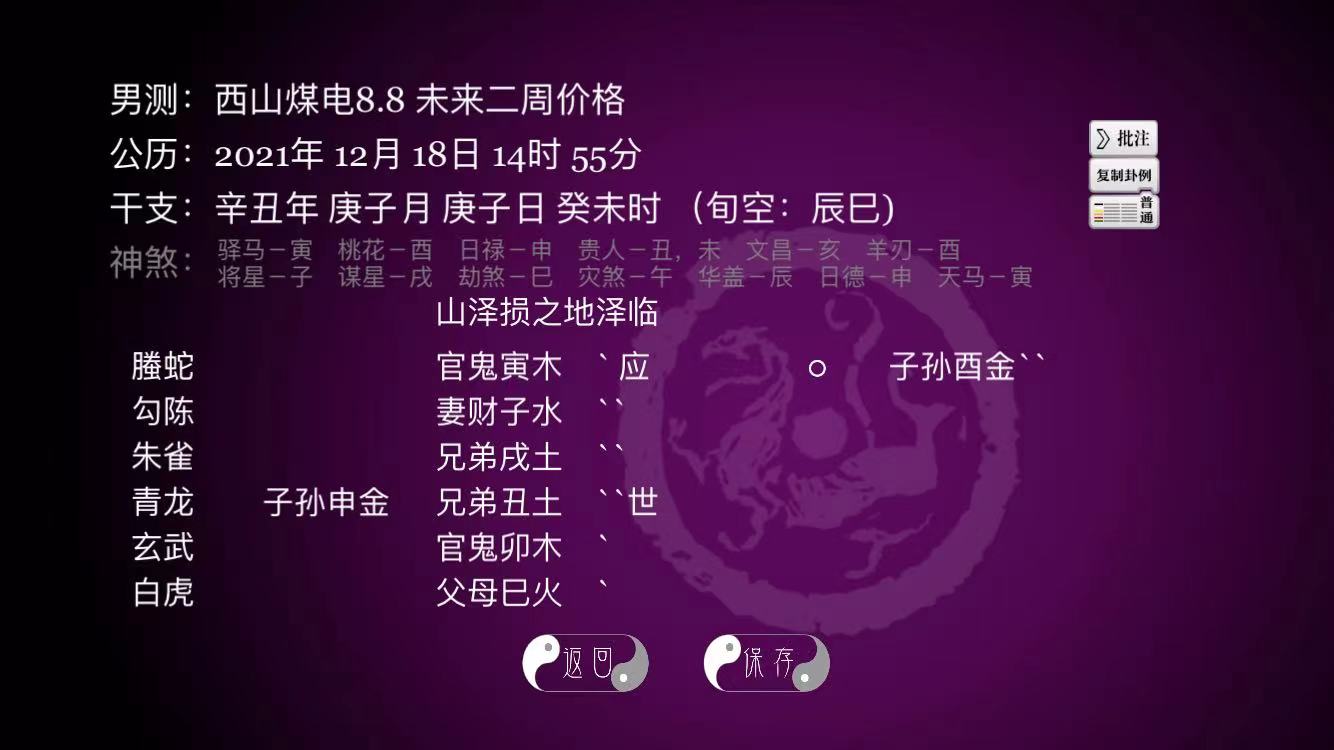 男测：西山煤电8.8 未来二周价格
公历：2021年 12月 18日 14时 55分
干支：辛丑年 庚子月 庚子日 癸未时 （旬空：辰巳)
神煞：驿马－寅 桃花－酉 日禄－申 贵人－丑，未 文昌－亥 羊刃－酉
将星－子 谋星－戌 劫煞－巳 灾煞－午 华盖－辰 日德－申 天马－寅
批注
复制卦例
普通
山泽损之地泽临
螣蛇 官鬼寅木 ` 应 ○ 子孙酉金``
勾陈 妻财子水 ``
朱雀 兄弟戌土 ``
青龙 子孙申金 兄弟丑土 ``世
玄武 官鬼卯木 `
白虎 父母巳火 `
返回
保存